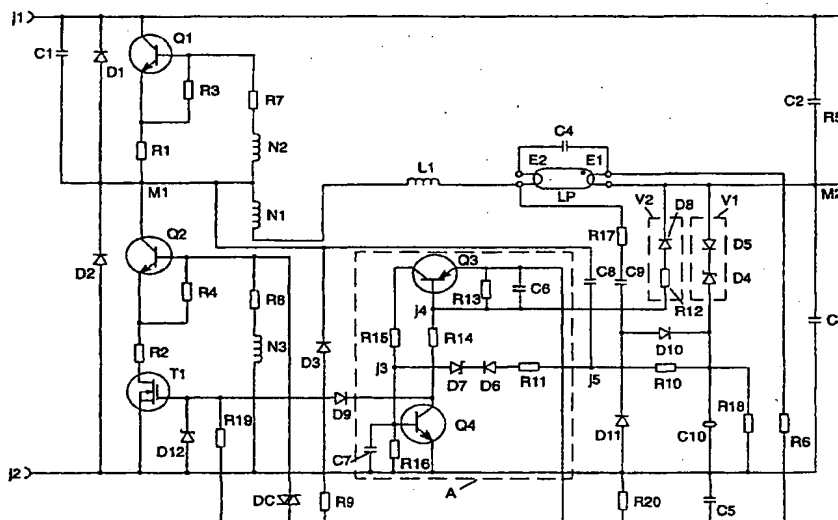 j1
Q1
C1
D1
R3
R7
C2
R5
N2
R1
C4
E2
E1
L1
LP
M1
M2
N1
V2
D8
V1
R17
Q2
Q3
D5
D2
C8
C9
D4
R4
R8
R13
C6
R12
j4
C
R15
R14
D10
R2
N3
D3
j3
D7
D6
R11
j5
R10
T1
D9
R19
Q4
D11
C10
R18
R6
D12
C7
R16
j2
A
DC
R9
R20
C5